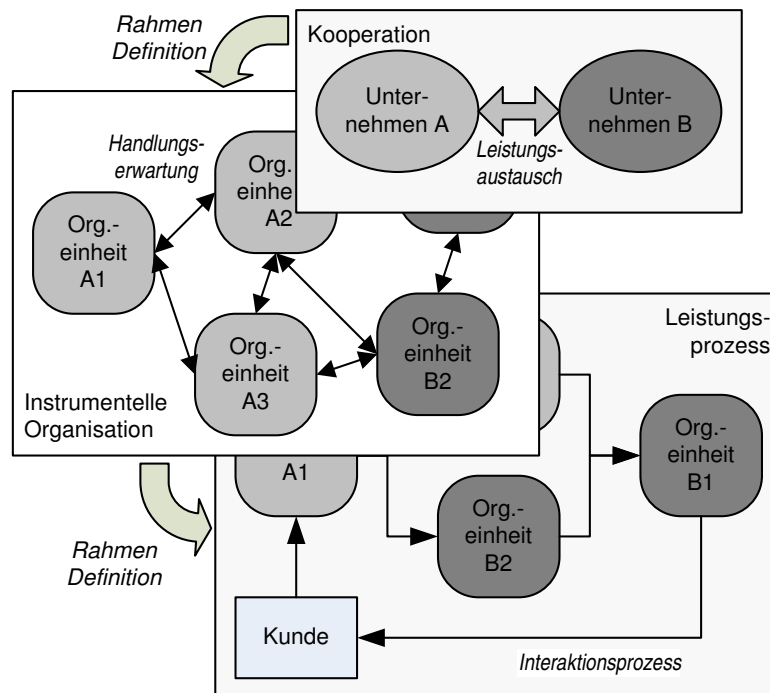 Rahmen
Definition
Kooperation
Unter-
nehmen A
Unter-
nehmen B
Leistungs-
austausch
Handlungs-
erwartung
Org.
einhe
A2
Org.-
einheit
A1
Org.-
einheit
A3
Org.-
einheit
B2
Instrumentelle
Organisation
Leistungs-
prozess
A1
Org.-
einheit
B2
Org.-
einheit
B1
Rahmen
Definition
Kunde
Interaktionsprozess